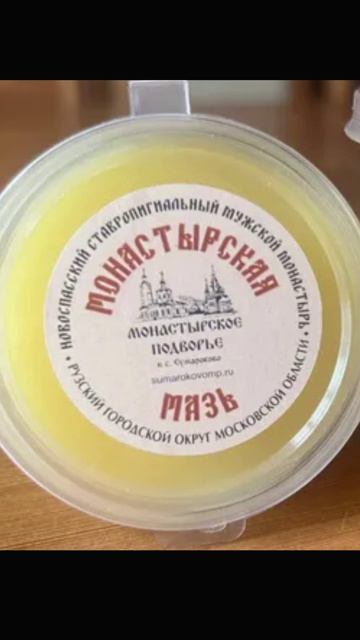 НОВОСПАССКИЙ СТАВРОПИГИАЛЬНЫЙ МУЖСКОЙ МОНАСТЫРЬ
МОНАСТЫРСКАЯ
МОНАСТЫРСКОЕ
ПОДВОРЬЕ
в с. Сумароково
sumarokovomp.ru
МАЗЬ
• РУЗСКИЙ ГОРОДСКОЙ ОКРУГ МОСКОВСКОЙ ОБЛАСТИ •